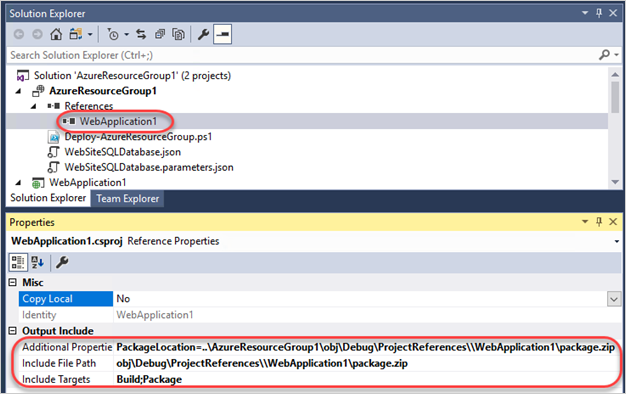 Solution Explorer
Search Solution Explorer (Ctrl+;)
Solution 'AzureResourceGroup1' (2 projects)
AzureResourceGroup1
References
WebApplication1
Deploy-AzureResourceGroup.ps1
WebSiteSQLDatabase.json
WebSiteSQLDatabase.parameters.json
WebApplication1
Solution Explorer Team Explorer
Properties
WebApplication1.csproj Reference Properties
Misc
Copy Local No
Identity WebApplication1
Output Include
Additional Propertie PackageLocation=..\AzureResourceGroup1\obj\Debug\ProjectReferences\\WebApplication1\package.zip
Include File Path obj\Debug\ProjectReferences\\WebApplication1\package.zip
Include Targets Build;Package